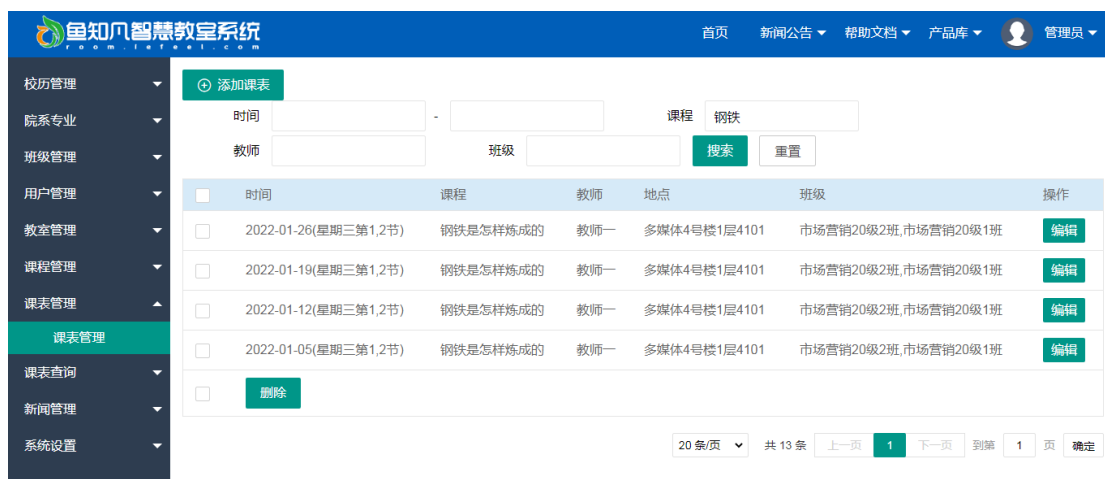 鱼知凡智慧教室系统
room.lefeel.com
首页 新闻公告 帮助文档 产品库 管理员
校历管理
院系专业
班级管理
用户管理
教室管理
课程管理
课表管理
课表管理
课表查询
新闻管理
系统设置
添加课表
时间 - 课程 钢铁
教师 班级 搜索 重置
时间 课程 教师 地点 班级 操作
2022-01-26(星期三第1,2节) 钢铁是怎样炼成的 教师一 多媒体4号楼1层4101 市场营销20级2班,市场营销20级1班 编辑
2022-01-19(星期三第1,2节) 钢铁是怎样炼成的 教师一 多媒体4号楼1层4101 市场营销20级2班,市场营销20级1班 编辑
2022-01-12(星期三第1,2节) 钢铁是怎样炼成的 教师一 多媒体4号楼1层4101 市场营销20级2班,市场营销20级1班 编辑
2022-01-05(星期三第1,2节) 钢铁是怎样炼成的 教师一 多媒体4号楼1层4101 市场营销20级2班,市场营销20级1班 编辑
删除
20 条/页 共 13 条 上一页 1 下一页 到第 1 页 确定